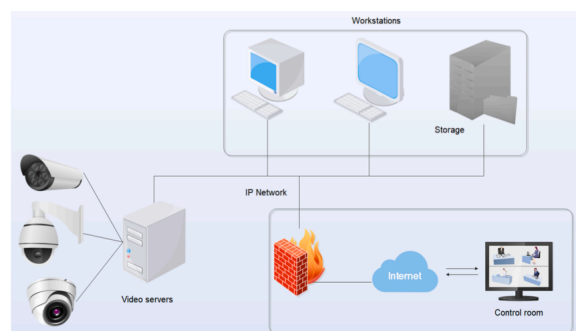 Workstations
Storage
IP Network
Video servers
Internet
Control room